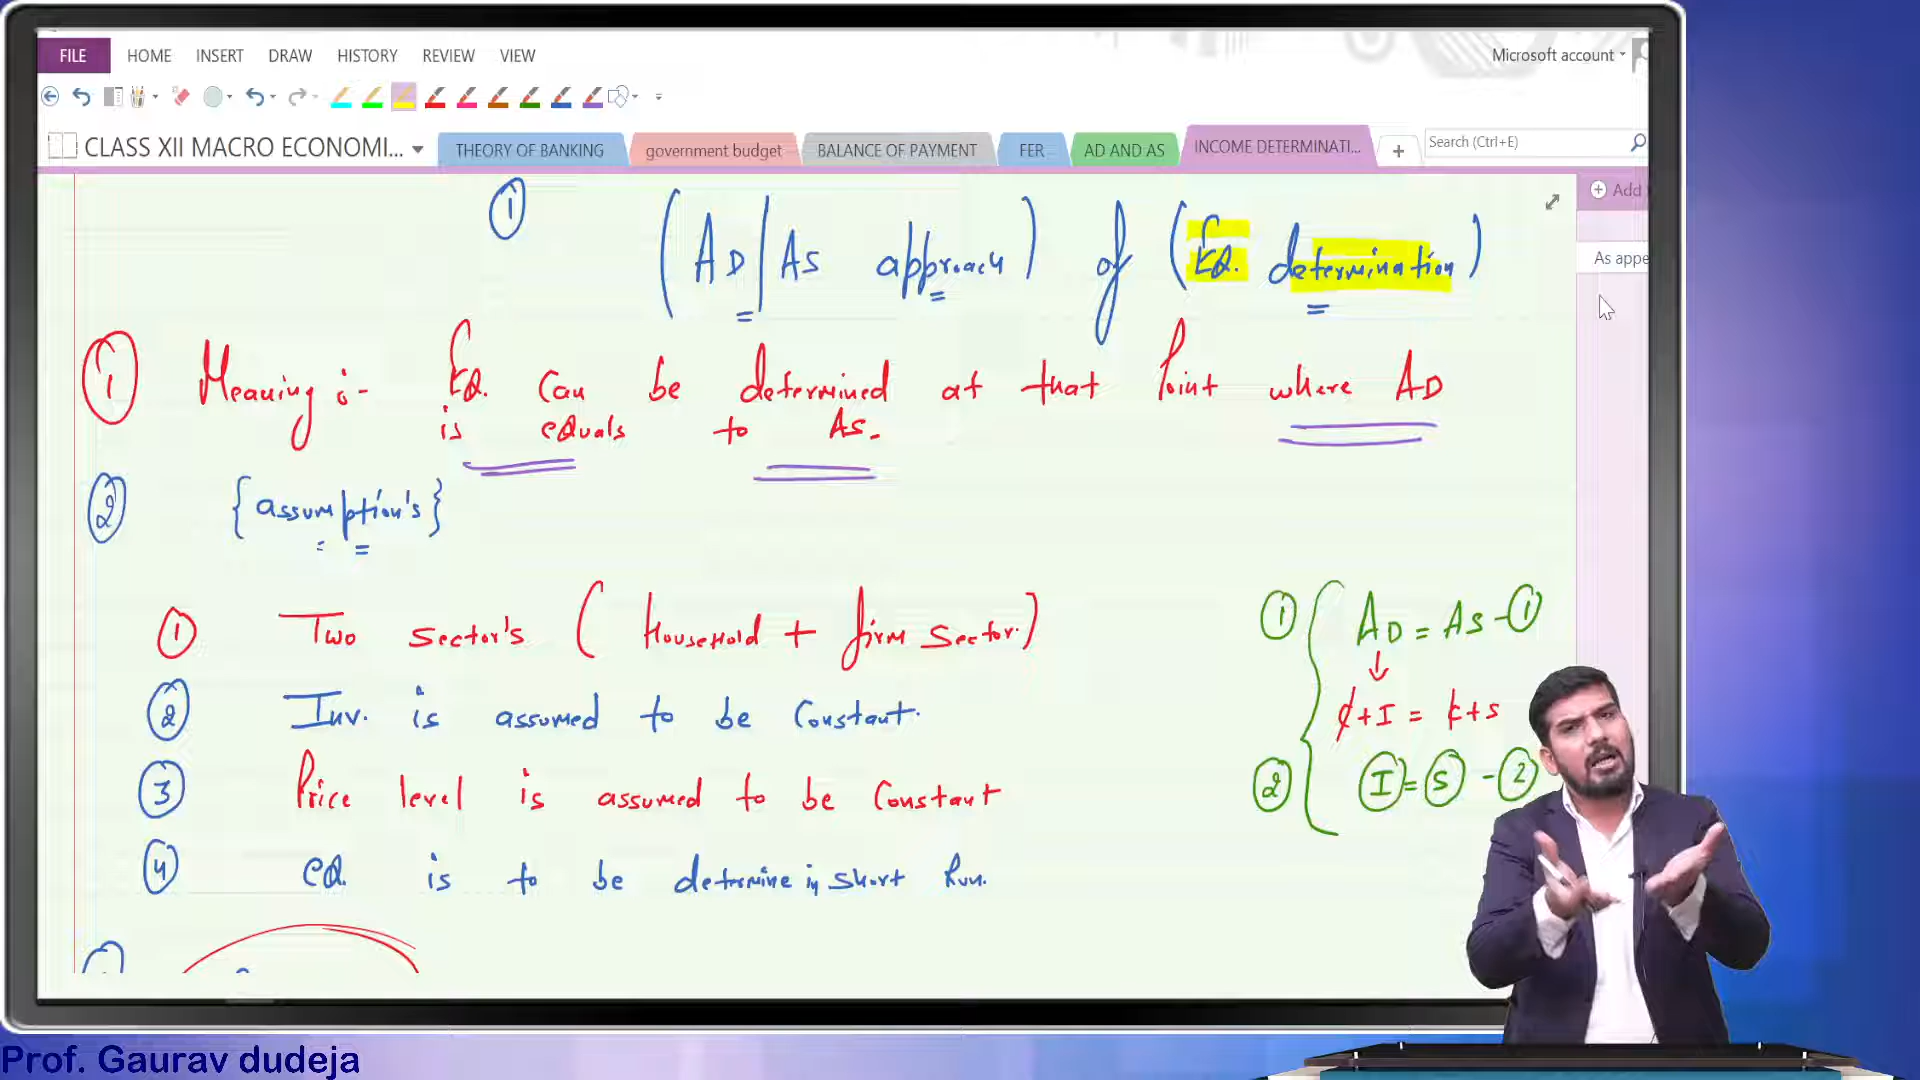 FILE HOME INSERT DRAW HISTORY REVIEW VIEW Microsoft account
CLASS XII MACRO ECONOMI... THEORY OF BANKING government budget BALANCE OF PAYMENT FER AD AND AS INCOME DETERMINATI... + Search (Ctrl+E)
Add
As appe
① (AD|AS approach) of (EQ. determination)
① Meaning :- EQ. can be determined at that Point where AD
is equals to AS.
② {assumption's}
① Two sector's (Household + firm sector.)
② Inv. is assumed to be Constant.
③ Price level is assumed to be Constant
④ eQ. is to be determine in short Run.
① AD = AS - ①
↓
C+I = C+S
② I = S - ②
Prof. Gaurav dudeja